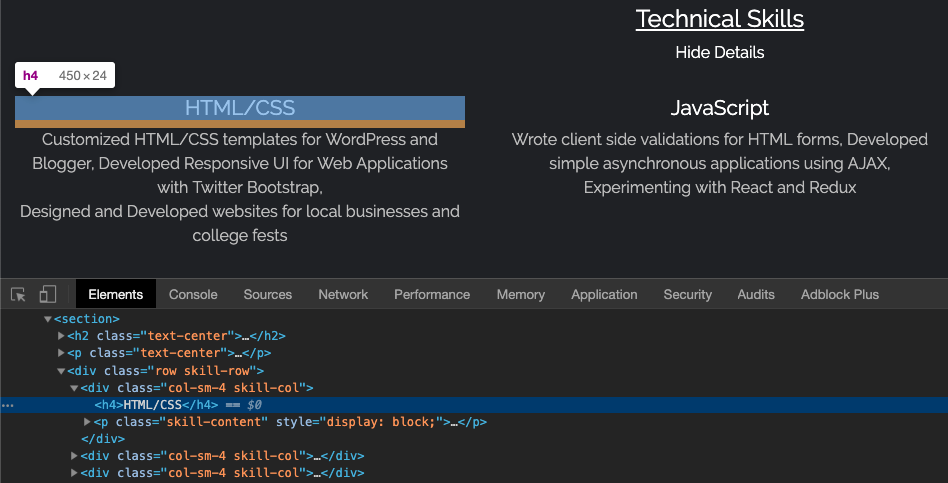 Technical Skills
Hide Details
h4 450 × 24
HTML/CSS
Customized HTML/CSS templates for WordPress and
Blogger, Developed Responsive UI for Web Applications
with Twitter Bootstrap,
Designed and Developed websites for local businesses and
college fests
JavaScript
Wrote client side validations for HTML forms, Developed
simple asynchronous applications using AJAX,
Experimenting with React and Redux
Elements Console Sources Network Performance Memory Application Security Audits Adblock Plus
▼<section>
▶<h2 class="text-center">…</h2>
▶<p class="text-center">…</p>
▼<div class="row skill-row">
▼<div class="col-sm-4 skill-col">
<h4>HTML/CSS</h4> == $0
▶<p class="skill-content" style="display: block;">…</p>
</div>
▶<div class="col-sm-4 skill-col">…</div>
▶<div class="col-sm-4 skill-col">…</div>